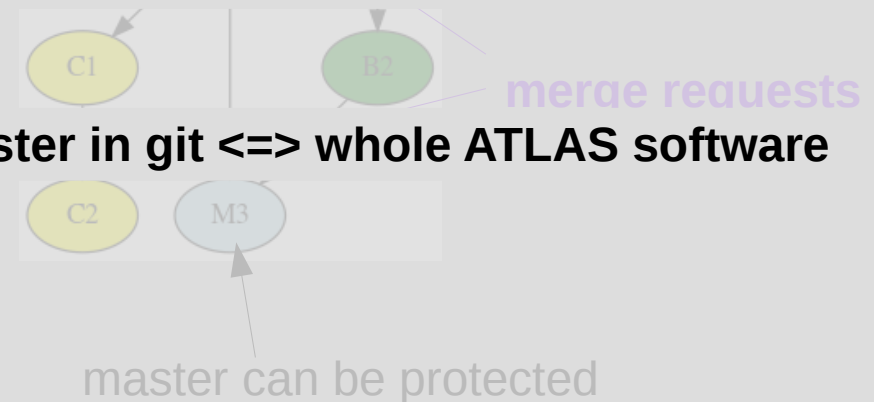 C1
B2
merge requests
ster in git <=> whole ATLAS software
C2
M3
master can be protected